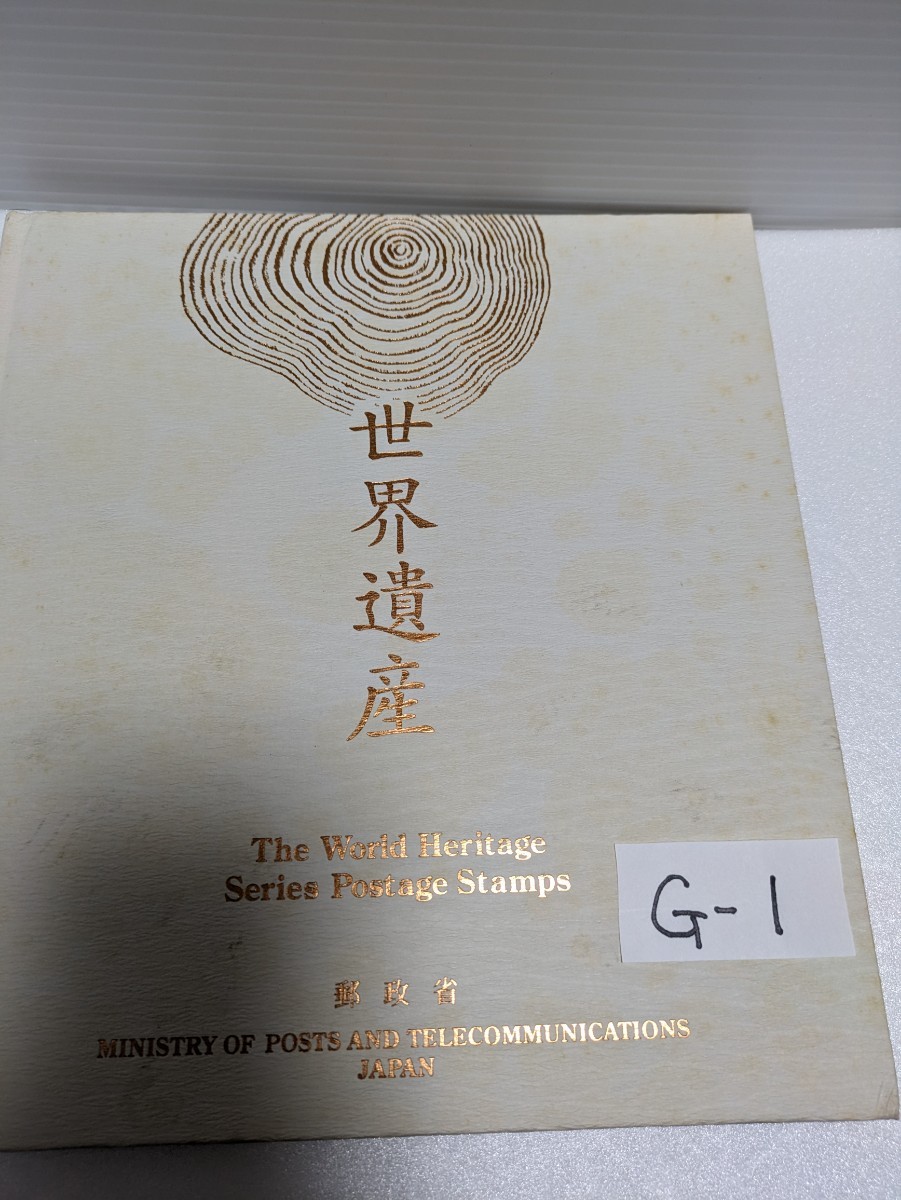 世界遺産
The World Heritage
Series Postage Stamps
G-1
郵政省
MINISTRY OF POSTS AND TELECOMMUNICATIONS
JAPAN